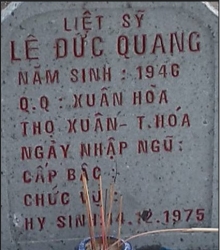 LIỆT SỸ
LÊ ĐỨC QUANG
NĂM SINH : 1946
Q.Q : XUÂN HÒA
THỌ XUÂN - T.HÓA
NGÀY NHẬP NGŨ :
CẤP BẬC :
CHỨC VỤ :
HY SINH 1975